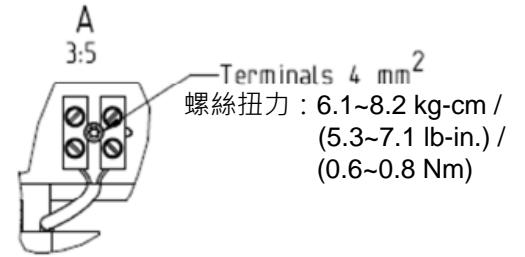 A
3:5
Terminals 4 mm²
螺絲扭力：6.1~8.2 kg-cm /
(5.3~7.1 lb-in.) /
(0.6~0.8 Nm)